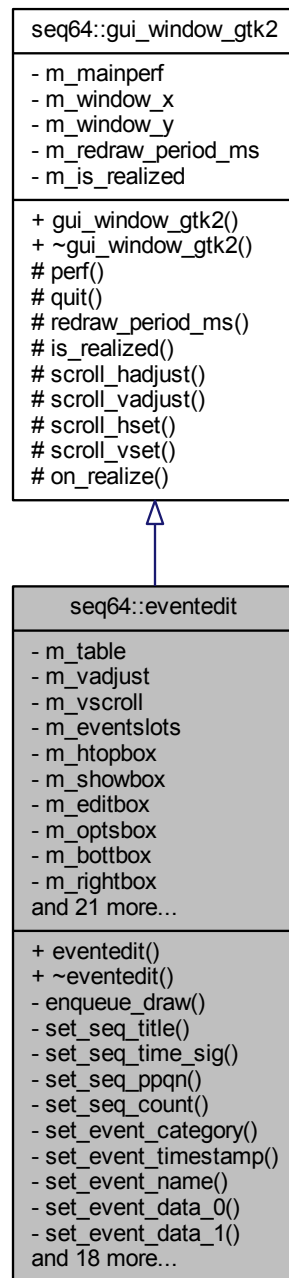 seq64::gui_window_gtk2
- m_mainperf
- m_window_x
- m_window_y
- m_redraw_period_ms
- m_is_realized
+ gui_window_gtk2()
+ ~gui_window_gtk2()
# perf()
# quit()
# redraw_period_ms()
# is_realized()
# scroll_hadjust()
# scroll_vadjust()
# scroll_hset()
# scroll_vset()
# on_realize()
seq64::eventedit
- m_table
- m_vadjust
- m_vscroll
- m_eventslots
- m_htopbox
- m_showbox
- m_editbox
- m_optsbox
- m_bottbox
- m_rightbox
and 21 more...
+ eventedit()
+ ~eventedit()
- enqueue_draw()
- set_seq_title()
- set_seq_time_sig()
- set_seq_ppqn()
- set_seq_count()
- set_event_category()
- set_event_timestamp()
- set_event_name()
- set_event_data_0()
- set_event_data_1()
and 18 more...